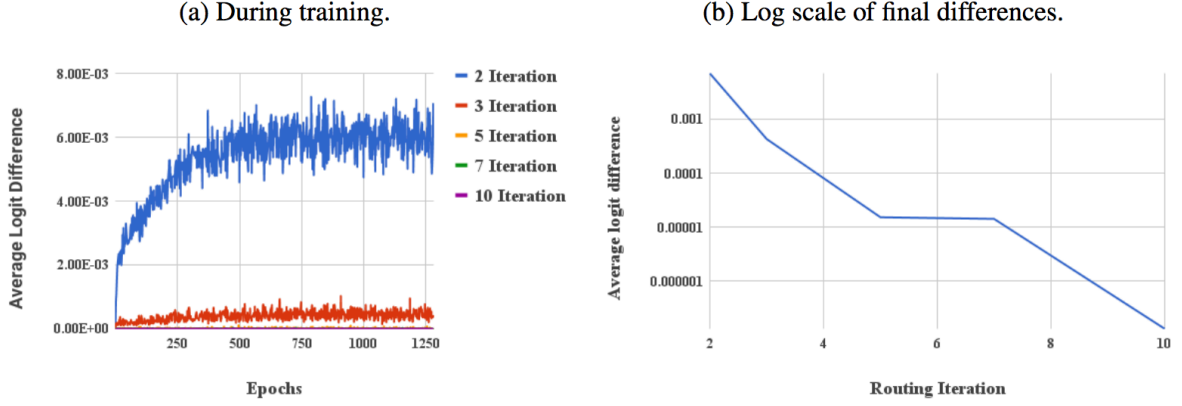 (a) During training.
Average Logit Difference
8.00E-03
6.00E-03
4.00E-03
2.00E-03
0.00E+00
250 500 750 1000 1250
Epochs
2 Iteration
3 Iteration
5 Iteration
7 Iteration
10 Iteration
(b) Log scale of final differences.
Average logit difference
0.001
0.0001
0.00001
0.000001
2 4 6 8 10
Routing Iteration